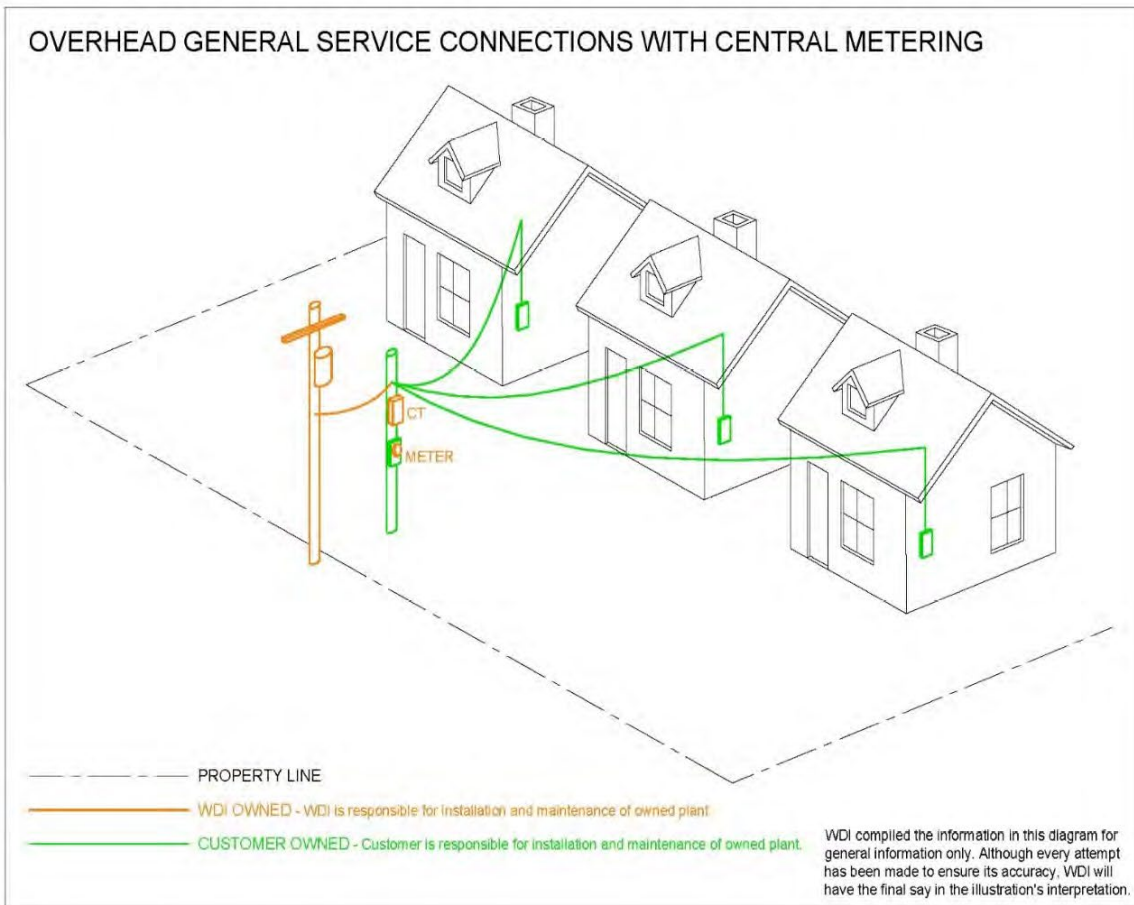 OVERHEAD GENERAL SERVICE CONNECTIONS WITH CENTRAL METERING
CT
METER
PROPERTY LINE
WDI OWNED - WDI is responsible for installation and maintenance of owned plant
CUSTOMER OWNED - Customer is responsible for installation and maintenance of owned plant.
WDI compiled the information in this diagram for
general information only. Although every attempt
has been made to ensure its accuracy, WDI will
have the final say in the illustration's interpretation.